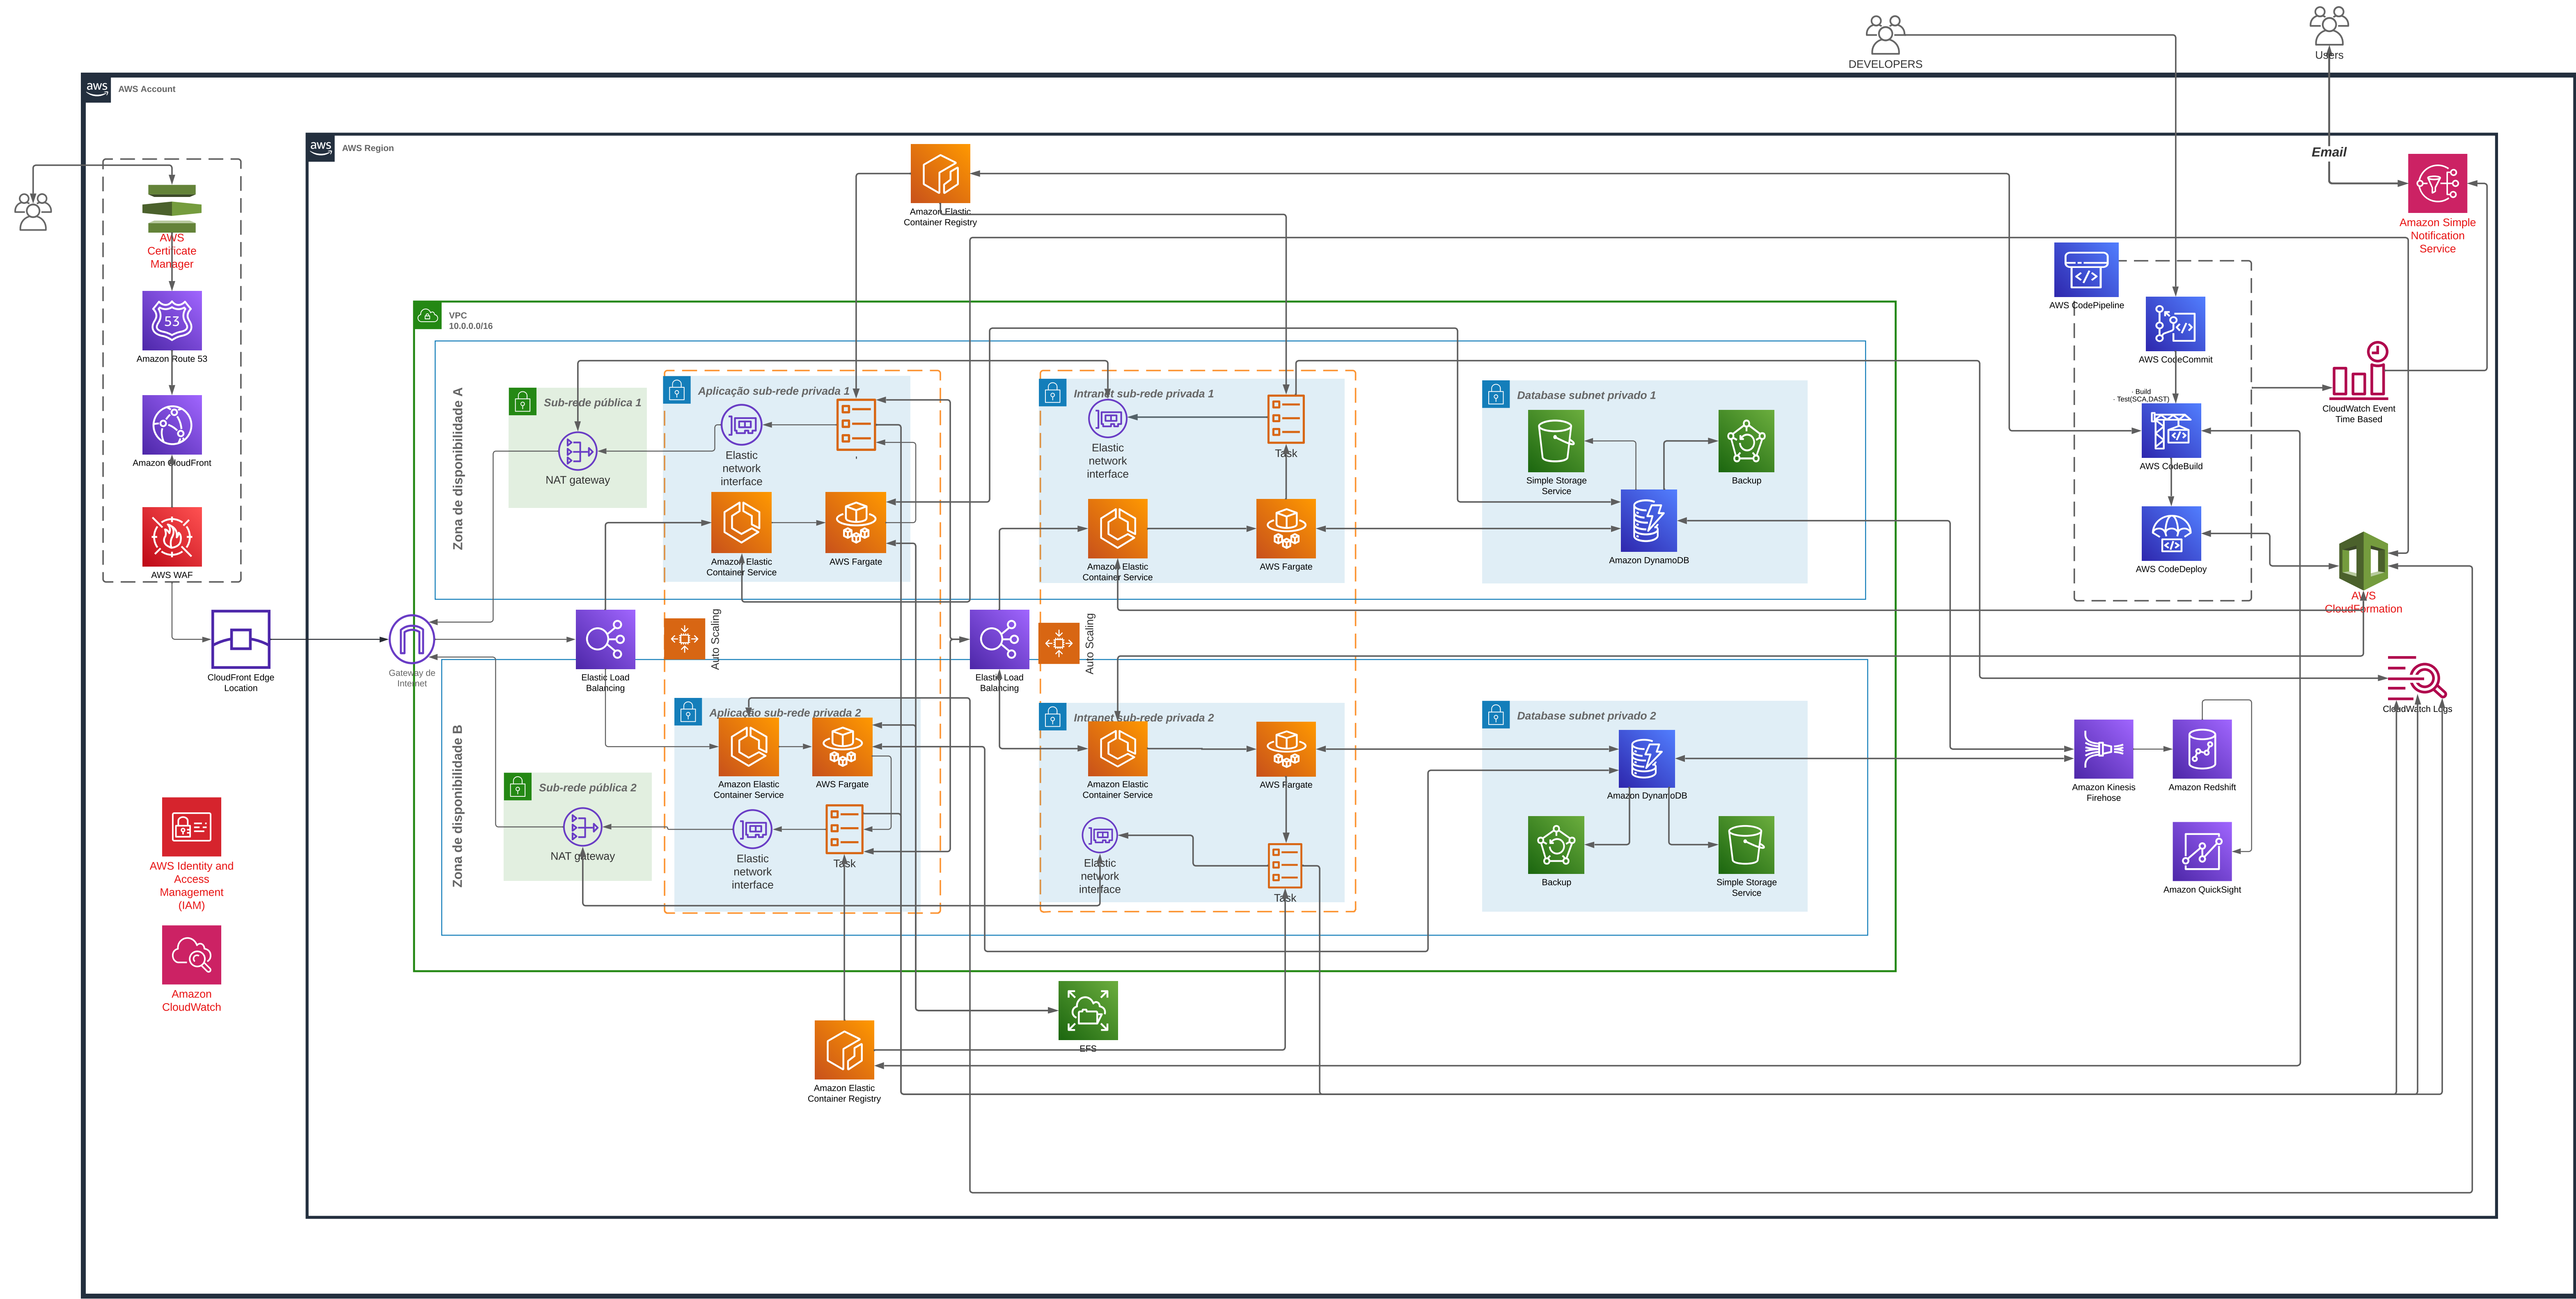 DEVELOPERS
Users
aws
AWS Account
aws
AWS Region
Email
Amazon Simple
Notification
Service
Amazon Elastic
Container Registry
AWS
Certificate
Manager
53
Amazon Route 53
Amazon CloudFront
AWS WAF
CloudFront Edge
Location
AWS Identity and
Access
Management
(IAM)
Amazon
CloudWatch
VPC
10.0.0.0/16
Zona de disponibilidade A
Sub-rede pública 1
NAT gateway
Aplicação sub-rede privada 1
Elastic
network
interface
Amazon Elastic
Container Service
AWS Fargate
Intranet sub-rede privada 1
Elastic
network
interface
Task
Amazon Elastic
Container Service
AWS Fargate
Database subnet privado 1
Simple Storage
Service
Backup
Amazon DynamoDB
Gateway de
Internet
Elastic Load
Balancing
Auto Scaling
Elastic Load
Balancing
Auto Scaling
Zona de disponibilidade B
Sub-rede pública 2
NAT gateway
Aplicação sub-rede privada 2
Amazon Elastic
Container Service
AWS Fargate
Elastic
network
interface
Task
Intranet sub-rede privada 2
Amazon Elastic
Container Service
AWS Fargate
Elastic
network
interface
Task
Database subnet privado 2
Amazon DynamoDB
Backup
Simple Storage
Service
EFS
Amazon Elastic
Container Registry
AWS CodePipeline
AWS CodeCommit
- Build
- Test(SCA,DAST)
AWS CodeBuild
AWS CodeDeploy
CloudWatch Event
Time Based
AWS
CloudFormation
CloudWatch Logs
Amazon Kinesis
Firehose
Amazon Redshift
Amazon QuickSight